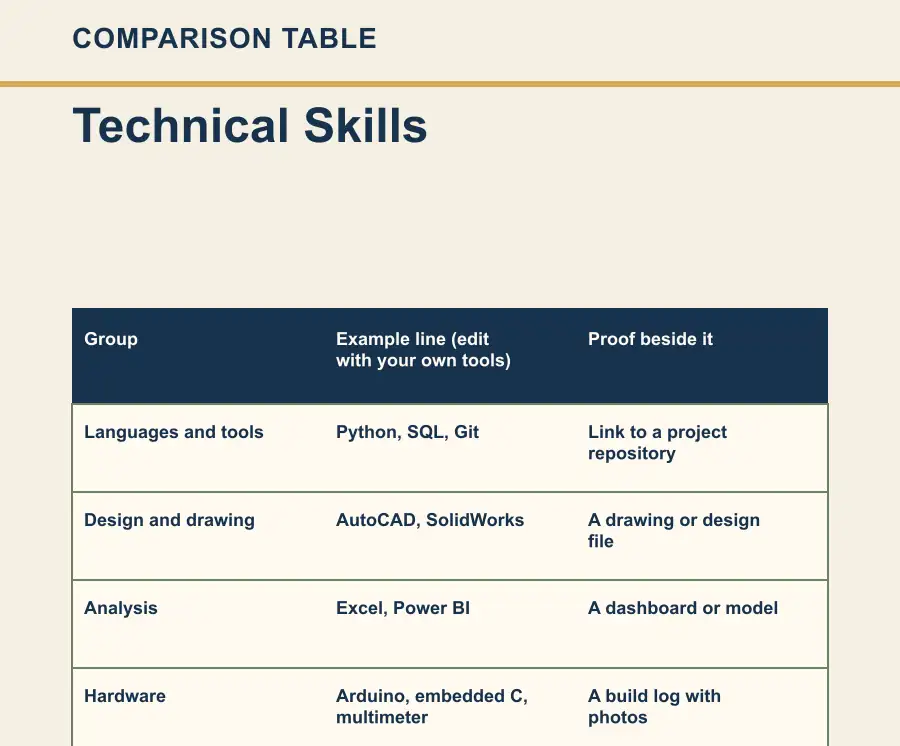 COMPARISON TABLE
Technical Skills
Group
Example line (edit
with your own tools)
Proof beside it
Languages and tools
Python, SQL, Git
Link to a project
repository
Design and drawing
AutoCAD, SolidWorks
A drawing or design
file
Analysis
Excel, Power BI
A dashboard or model
Hardware
Arduino, embedded C,
multimeter
A build log with
photos